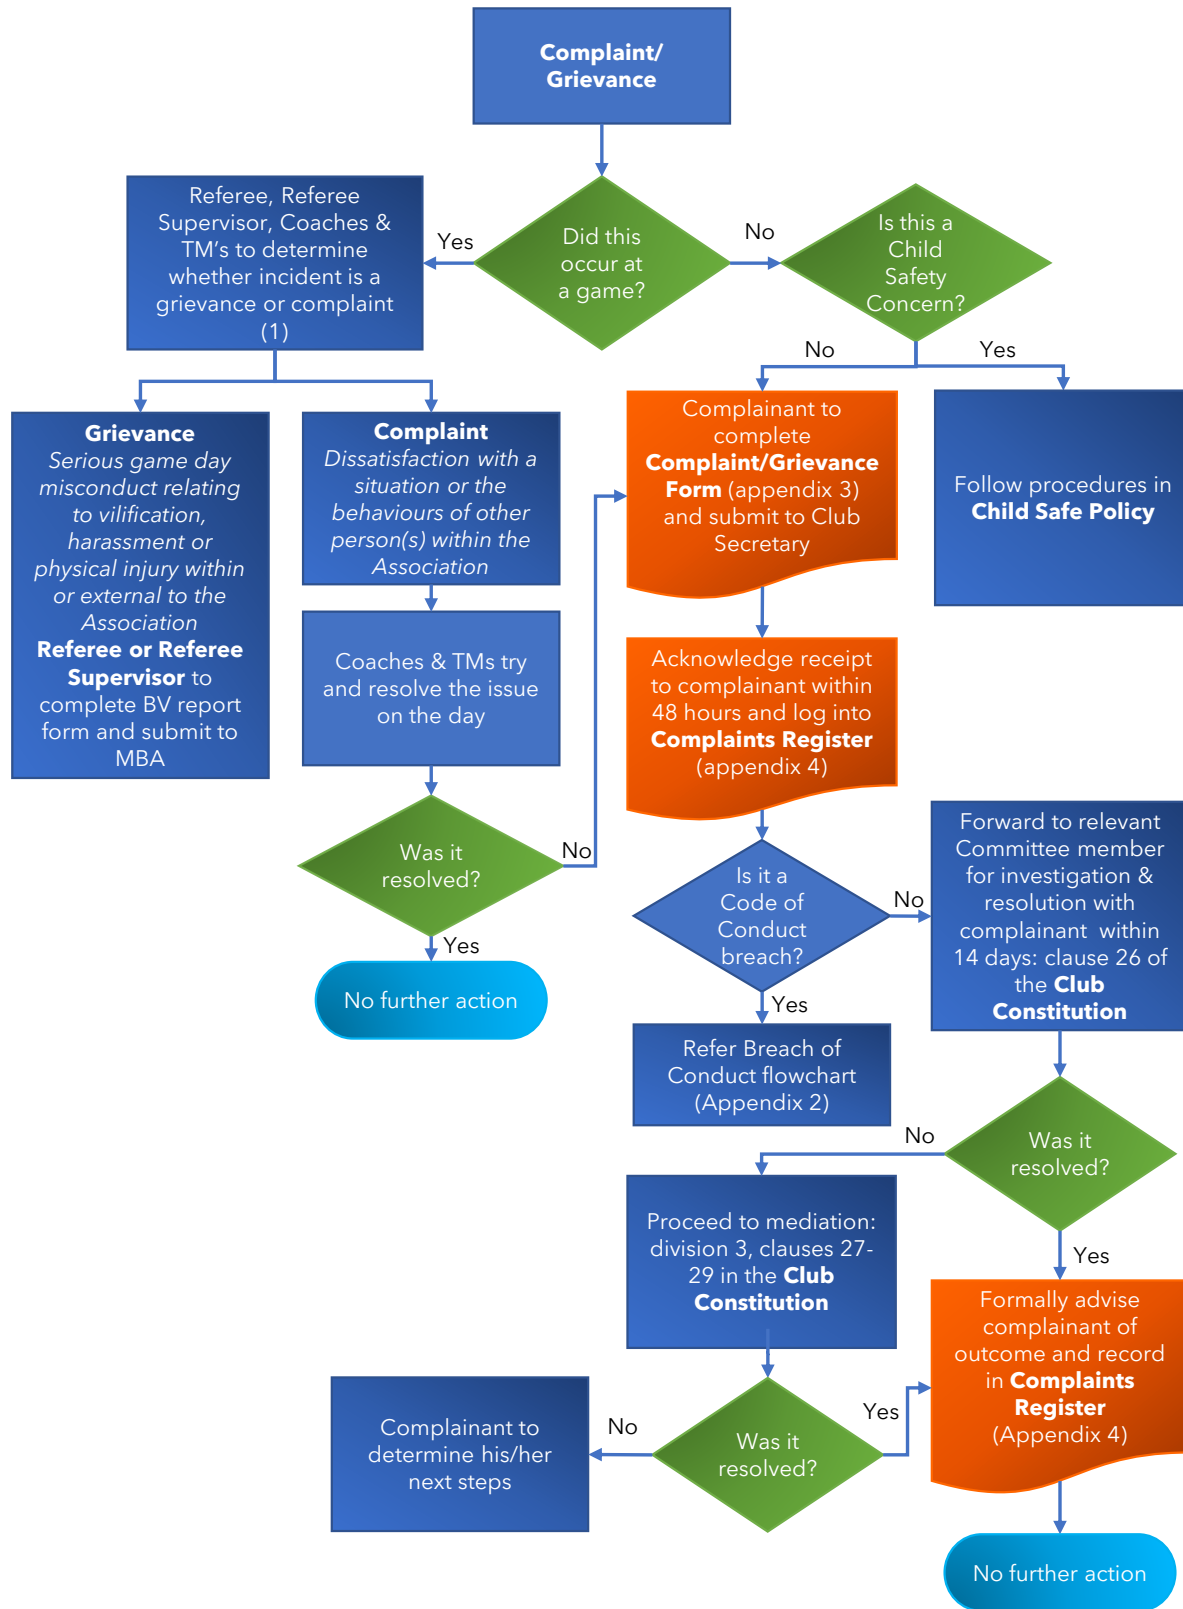 Complaint/
Grievance
Referee, Referee
Supervisor, Coaches &
TM's to determine
whether incident is a
grievance or complaint
(1)
Yes
Did this
occur at
a game?
No
Is this a
Child
Safety
Concern?
No
Yes
Grievance
Serious game day
misconduct relating
to vilification,
harassment or
physical injury within
or external to the
Association
Referee or Referee
Supervisor to
complete BV report
form and submit to
MBA
Complaint
Dissatisfaction with a
situation or the
behaviours of other
person(s) within the
Association
Complainant to
complete
Complaint/Grievance
Form (appendix 3)
and submit to Club
Secretary
Follow procedures in
Child Safe Policy
Coaches & TMs try
and resolve the issue
on the day
Acknowledge receipt
to complainant within
48 hours and log into
Complaints Register
(appendix 4)
Was it
resolved?
No
Yes
No further action
Is it a
Code of
Conduct
breach?
No
Yes
Forward to relevant
Committee member
for investigation &
resolution with
complainant within
14 days: clause 26 of
the Club
Constitution
Refer Breach of
Conduct flowchart
(Appendix 2)
No
Was it
resolved?
Yes
Proceed to mediation:
division 3, clauses 27-
29 in the Club
Constitution
Formally advise
complainant of
outcome and record
in Complaints
Register
(Appendix 4)
Complainant to
determine his/her
next steps
No
Was it
resolved?
Yes
No further action